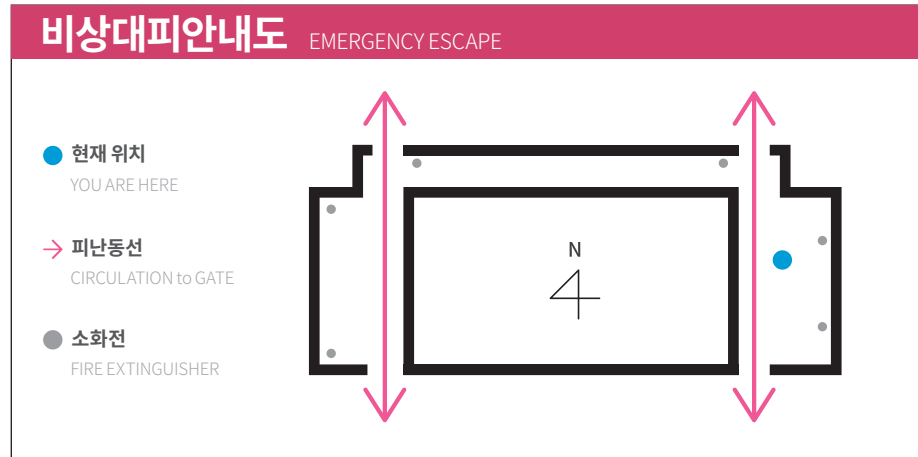 비상대피안내도 EMERGENCY ESCAPE
현재 위치
YOU ARE HERE
피난동선
CIRCULATION to GATE
소화전
FIRE EXTINGUISHER
N